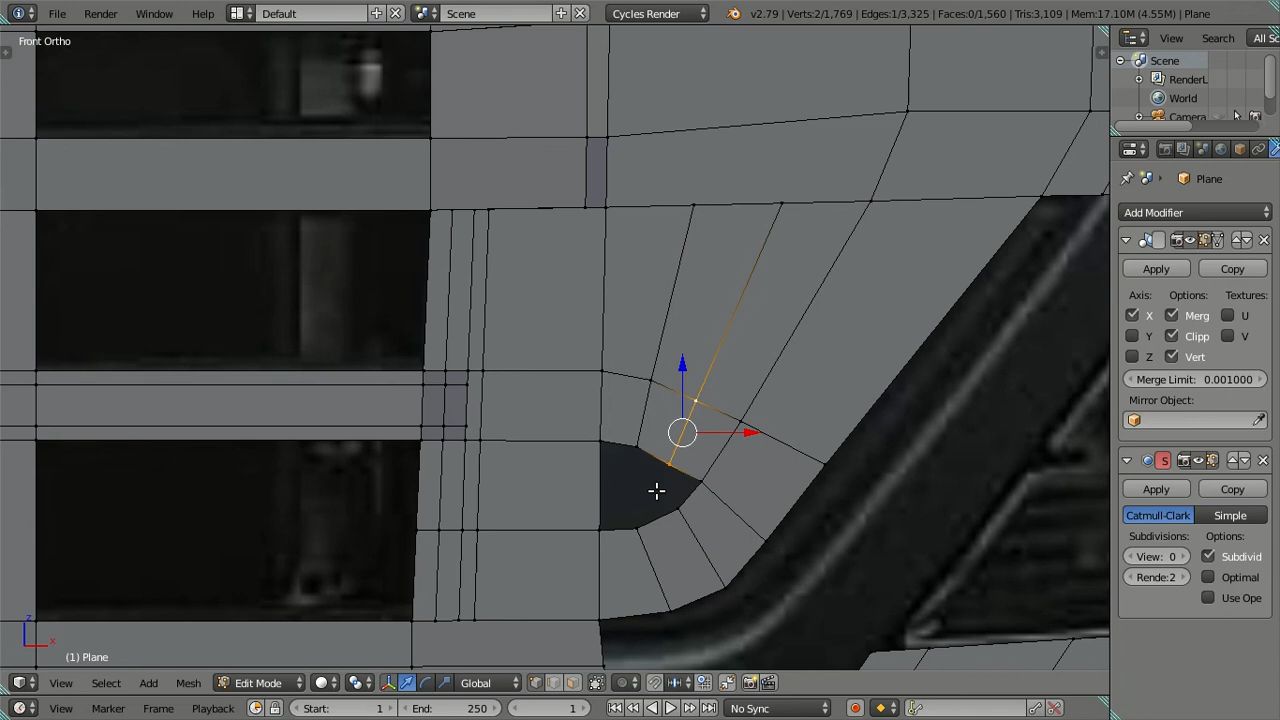 File Render Window Help Default Scene Cycles Render v2.79 | Verts:2/1,769 | Edges:1/3,325 | Faces:0/1,560 | Tris:3,109 | Mem:17.10M (4.55M) | Plane
Front Ortho
View Search All Sc
Scene
RenderL
World
Camera
Plane
Add Modifier
Apply Copy
Axis: Options: Textures:
X Merg U
Y Clipp V
Z Vert
Merge Limit: 0.001000
Mirror Object:
S
Apply Copy
Catmull-Clark Simple
Subdivisions: Options:
View: 0 Subdivid
Rende:2 Optimal
Use Ope
z
x
(1) Plane
View Select Add Mesh Edit Mode Global
View Marker Frame Playback Start: 1 End: 250 1 No Sync